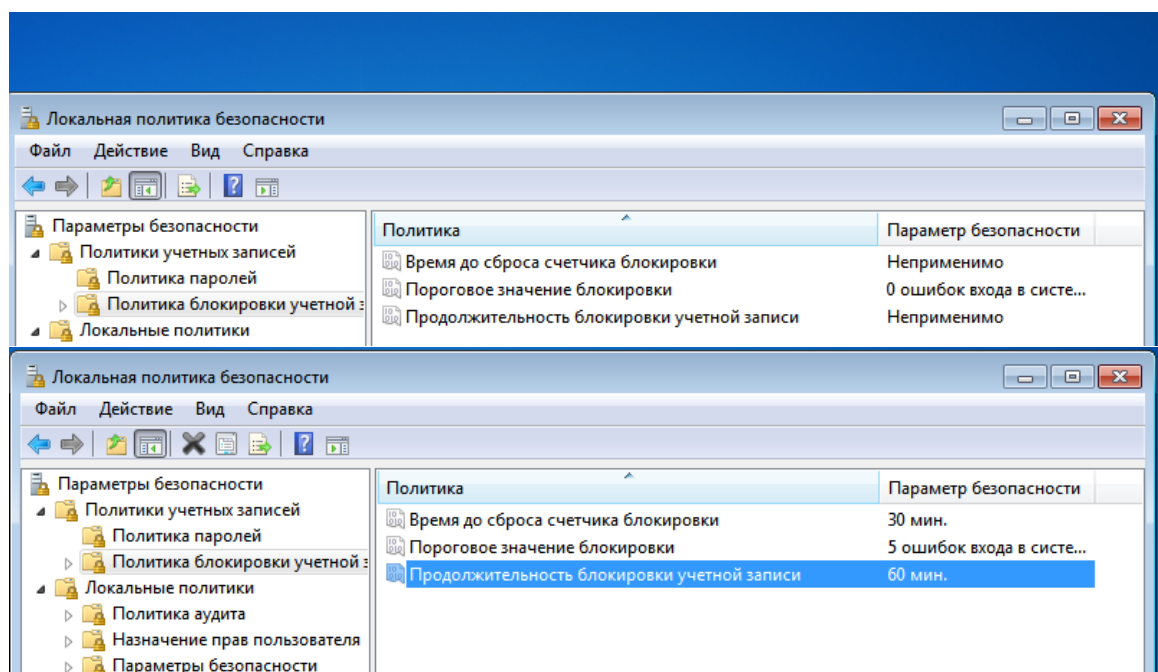 Локальная политика безопасности
Файл Действие Вид Справка
Параметры безопасности
Политики учетных записей
Политика паролей
Политика блокировки учетной з
Локальные политики
Политика Параметр безопасности
Время до сброса счетчика блокировки Неприменимо
Пороговое значение блокировки 0 ошибок входа в систе...
Продолжительность блокировки учетной записи Неприменимо
Локальная политика безопасности
Файл Действие Вид Справка
Параметры безопасности
Политики учетных записей
Политика паролей
Политика блокировки учетной з
Локальные политики
Политика аудита
Назначение прав пользователя
Параметры безопасности
Политика Параметр безопасности
Время до сброса счетчика блокировки 30 мин.
Пороговое значение блокировки 5 ошибок входа в систе...
Продолжительность блокировки учетной записи 60 мин.